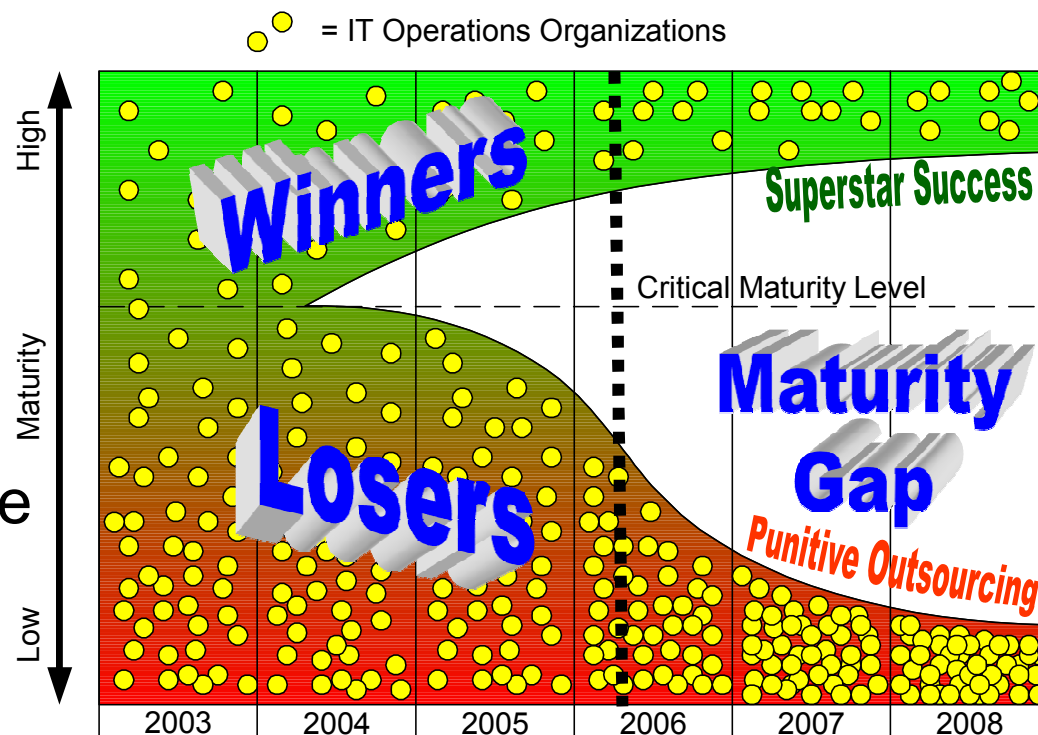 = IT Operations Organizations
High
Maturity
Low
Winners
Superstar Success
Critical Maturity Level
Maturity
Gap
Losers
Punitive Outsourcing
e
2003 2004 2005 2006 2007 2008